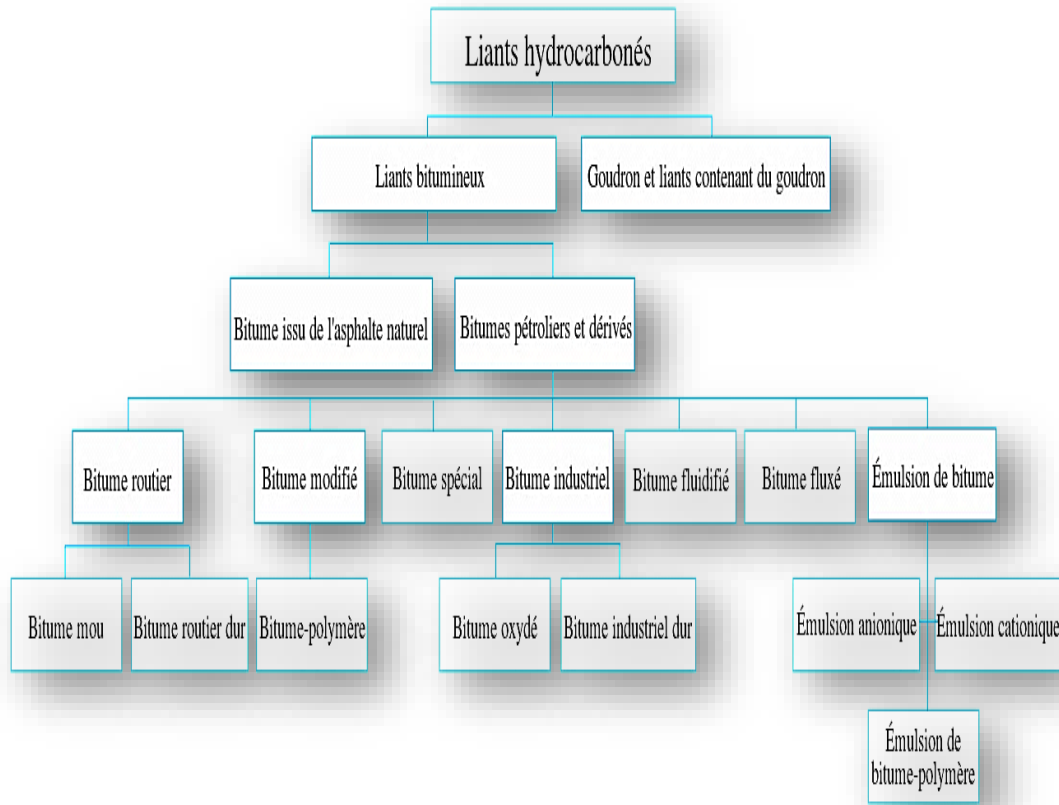 Liants hydrocarbonés
Liants bitumineux
Goudron et liants contenant du goudron
Bitume issu de l'asphalte naturel
Bitumes pétroliers et dérivés
Bitume routier
Bitume modifié
Bitume spécial
Bitume industriel
Bitume fluidifié
Bitume fluxé
Émulsion de bitume
Bitume mou
Bitume routier dur
Bitume-polymère
Bitume oxydé
Bitume industriel dur
Émulsion anionique
Émulsion cationique
Émulsion de
bitume-polymère